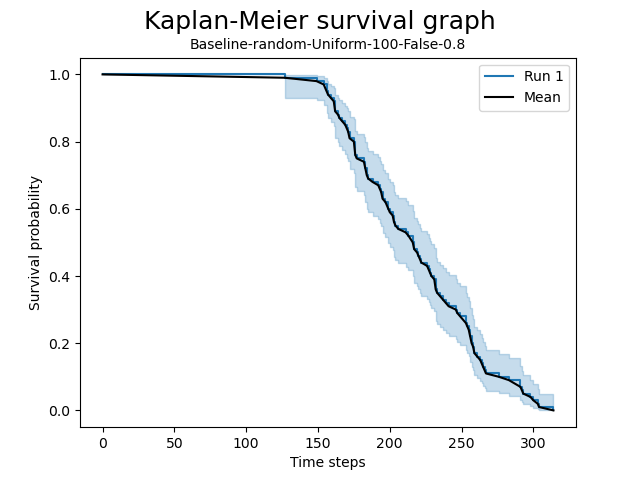 Kaplan-Meier survival graph
Baseline-random-Uniform-100-False-0.8
Run 1
Mean
Survival probability
1.0
0.8
0.6
0.4
0.2
0.0
0 50 100 150 200 250 300
Time steps